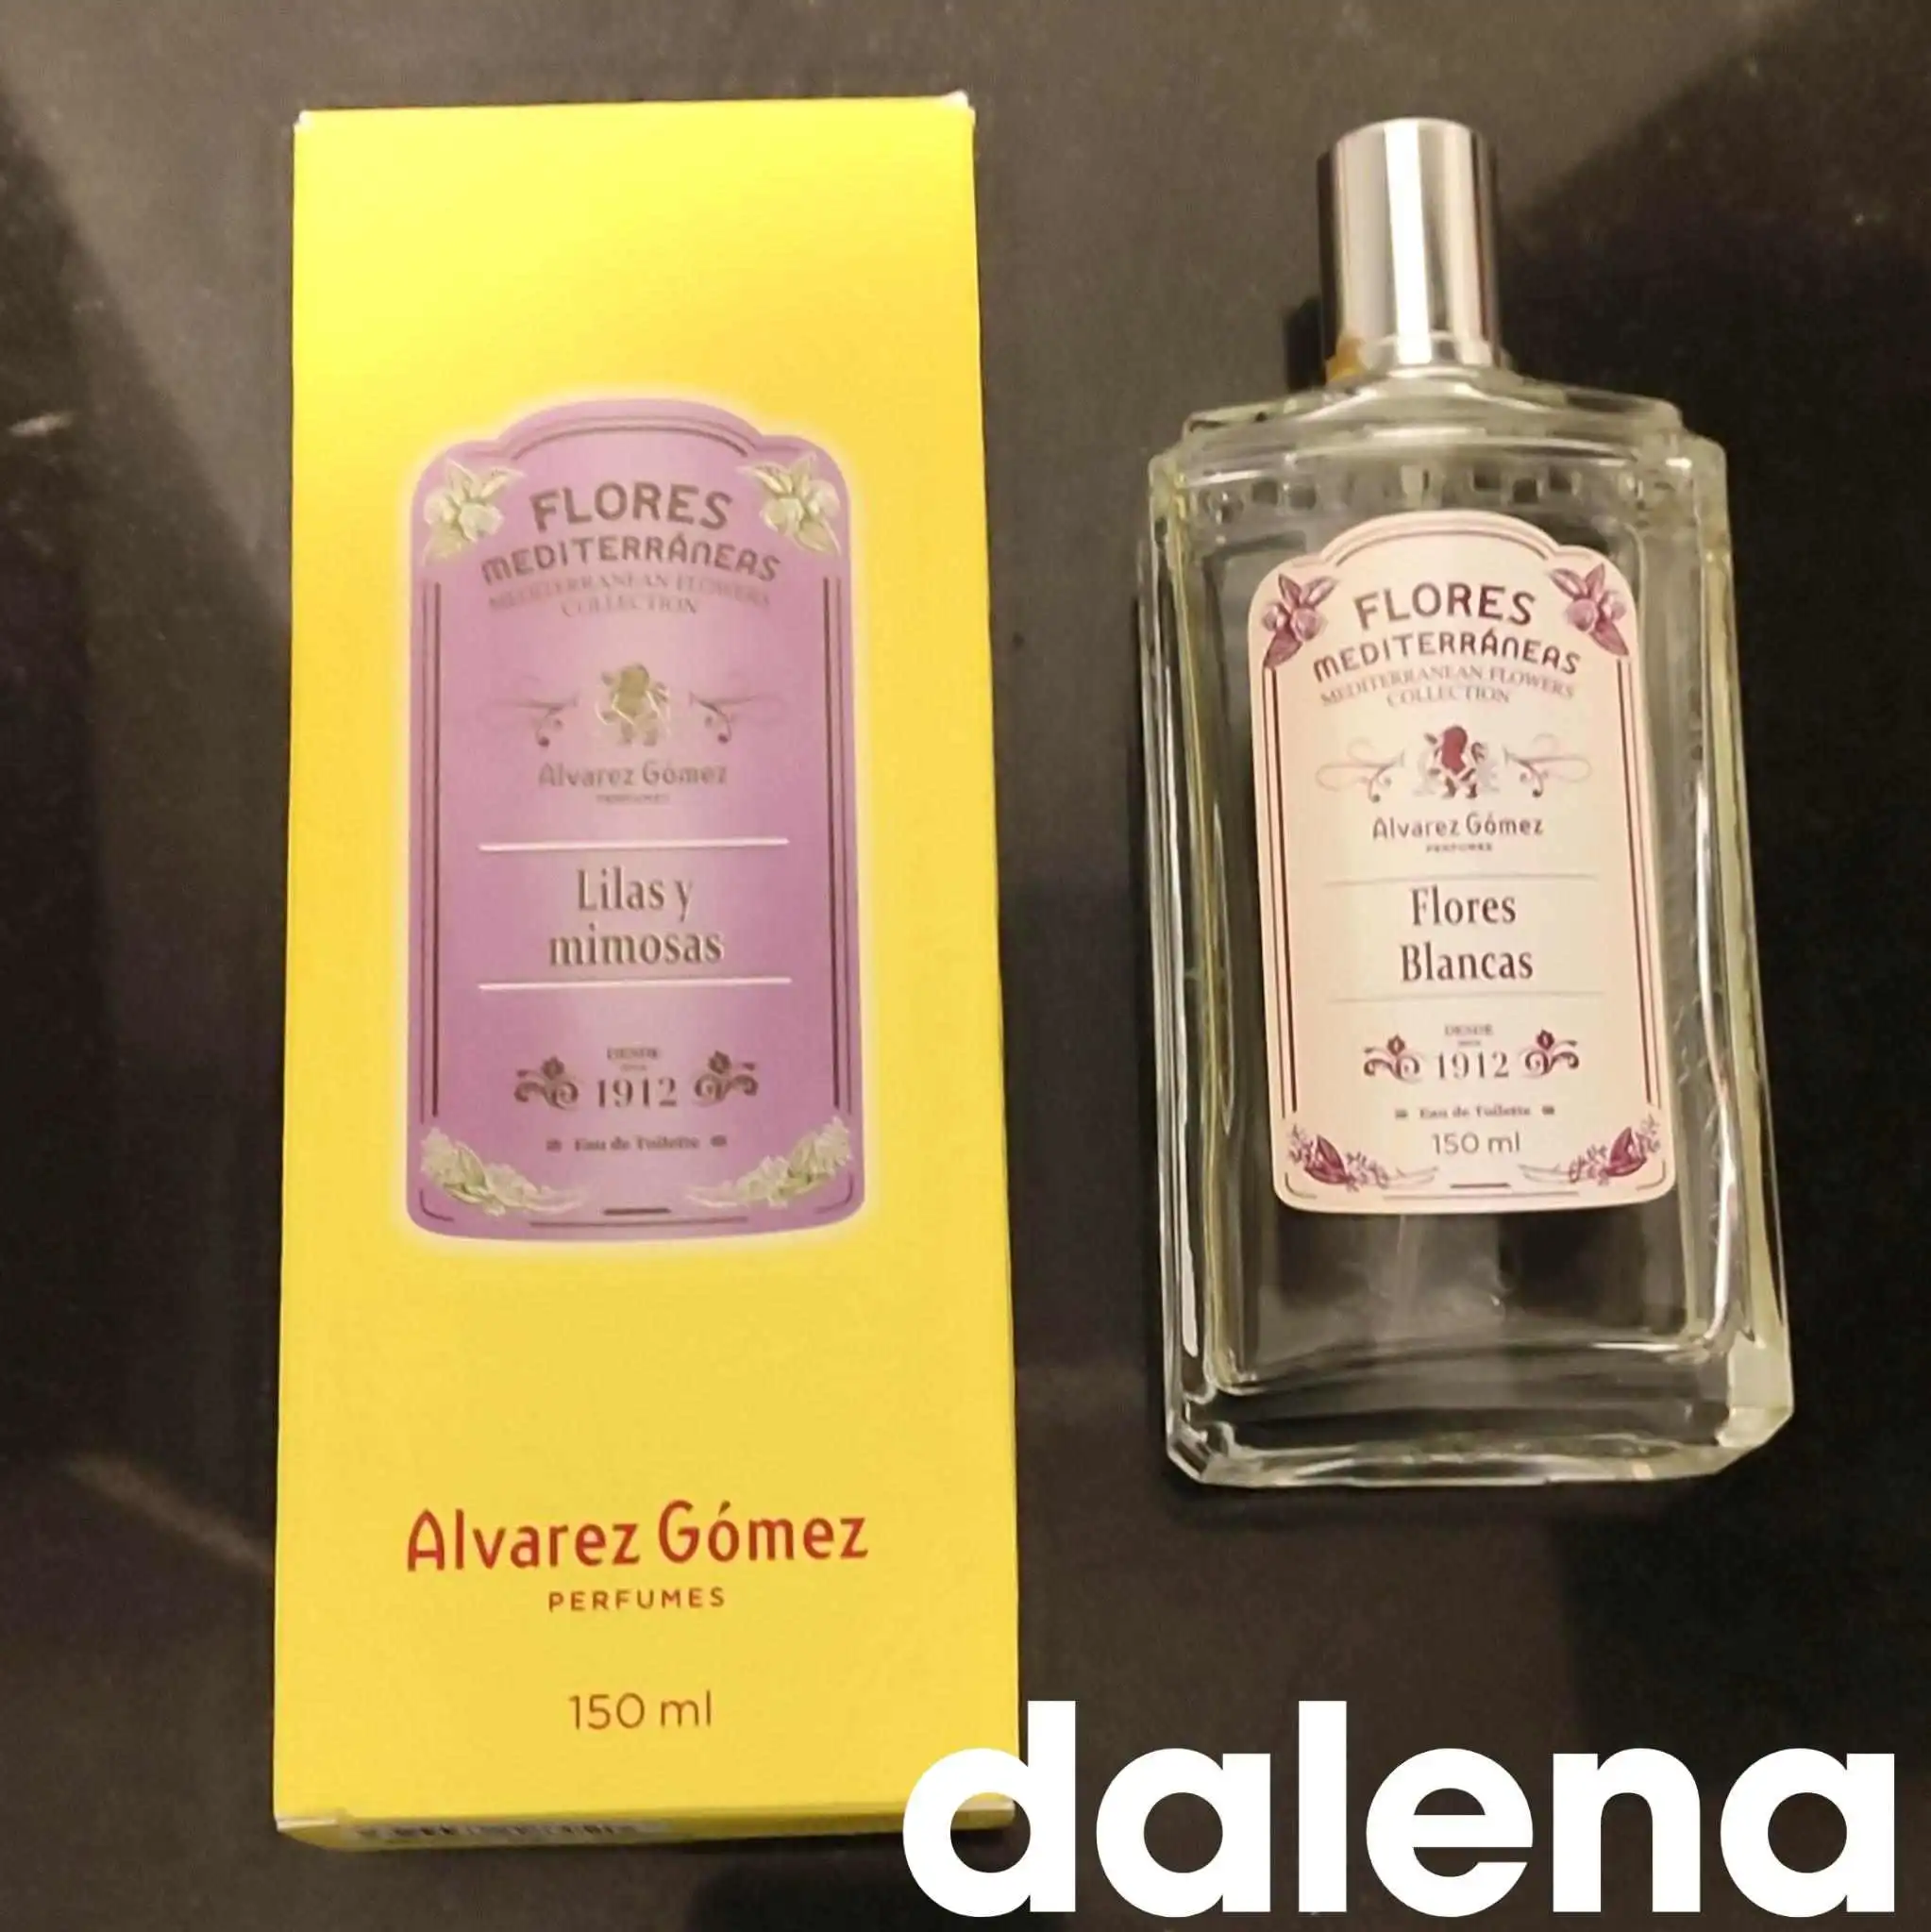 FLORES
MEDITERRÁNEAS
MEDITERRANEAN FLOWERS
COLLECTION
Alvarez Gómez
PERFUMES
Lilas y
mimosas
DESDE
1912
Eau de Toilette
Alvarez Gómez
PERFUMES
150 ml
FLORES
MEDITERRÁNEAS
MEDITERRANEAN FLOWERS
COLLECTION
Alvarez Gómez
PERFUMES
Flores
Blancas
DESDE
1912
Eau de Toilette
150 ml
dalena